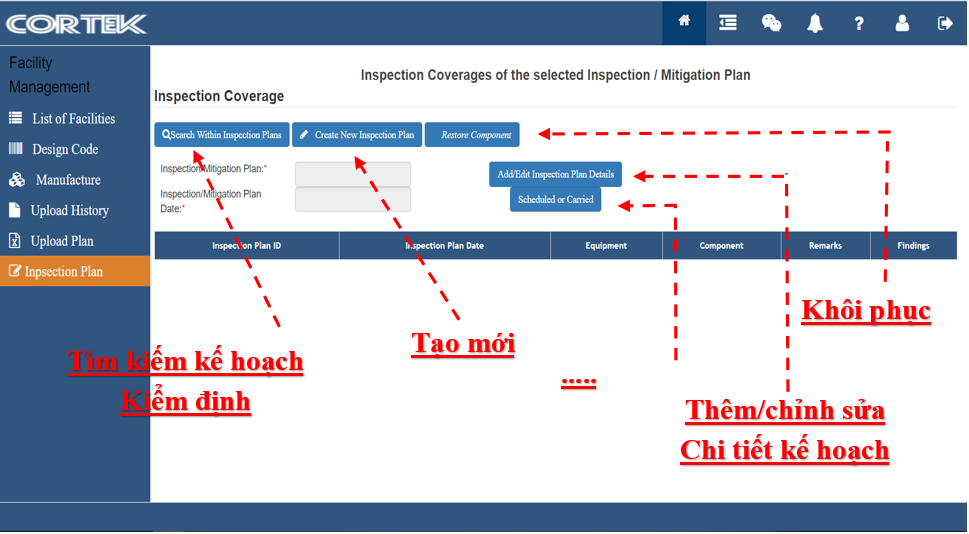 CORTEK
?
Facility
Management
List of Facilities
Design Code
Manufacture
Upload History
Upload Plan
Inpsection Plan
Inspection Coverages of the selected Inspection / Mitigation Plan
Inspection Coverage
Search Within Inspection Plans
Create New Inspection Plan
Restore Component
Inspection/Mitigation Plan:*
Add/Edit Inspection Plan Details
Inspection/Mitigation Plan
Date:*
Scheduled or Carried
Inspection Plan ID
Inspection Plan Date
Equipment
Component
Remarks
Findings
Khôi phục
Tạo mới
Tìm kiếm kế hoạch
Kiểm định
.....
Thêm/chỉnh sửa
Chi tiết kế hoạch